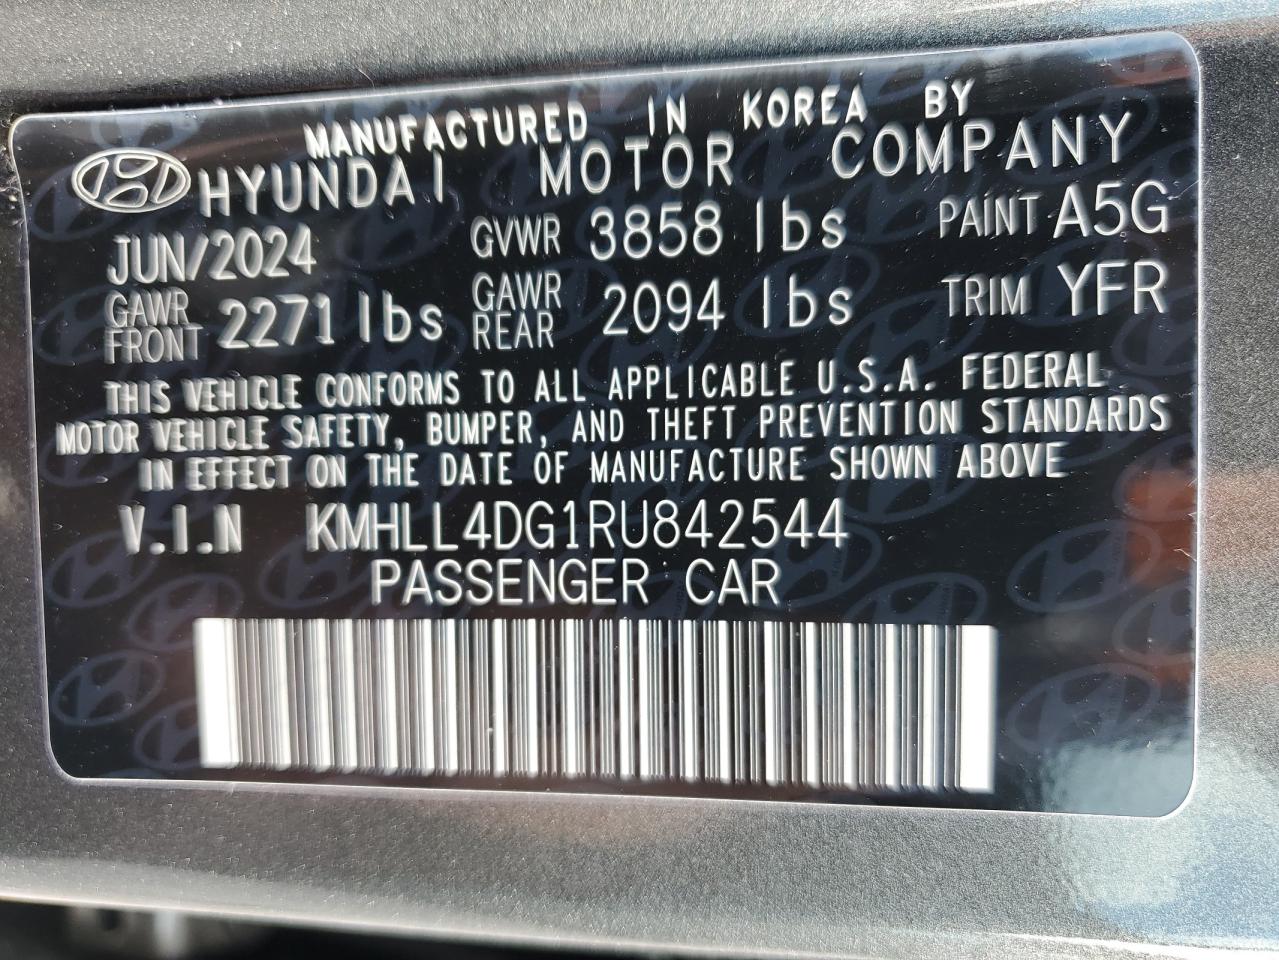 MANUFACTURED IN KOREA BY
HYUNDAI MOTOR COMPANY
JUN/2024 GVWR 3858 lbs PAINT A5G
GAWR FRONT 2271 lbs GAWR REAR 2094 lbs TRIM YFR
THIS VEHICLE CONFORMS TO ALL APPLICABLE U.S.A. FEDERAL
MOTOR VEHICLE SAFETY, BUMPER, AND THEFT PREVENTION STANDARDS
IN EFFECT ON THE DATE OF MANUFACTURE SHOWN ABOVE
V.I.N KMHLL4DG1RU842544
PASSENGER CAR